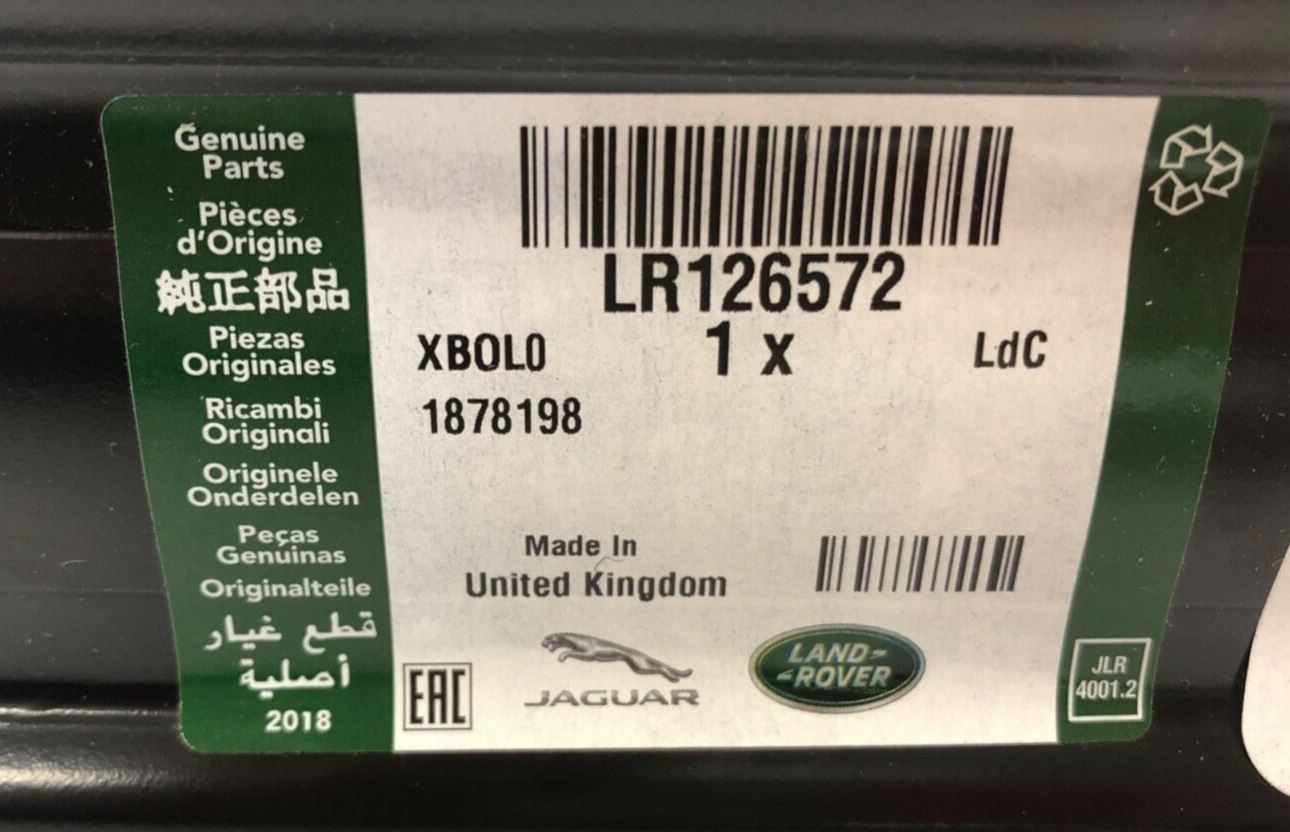 Genuine
Parts
Pièces
d'Origine
純正部品
Piezas
Originales
Ricambi
Originali
Originele
Onderdelen
Peças
Genuinas
Originalteile
قطع غيار
أصلية
2018
LR126572
XBOL0 1 x LdC
1878198
Made In
United Kingdom
EAC
JAGUAR
LAND-
-ROVER
JLR
4001.2